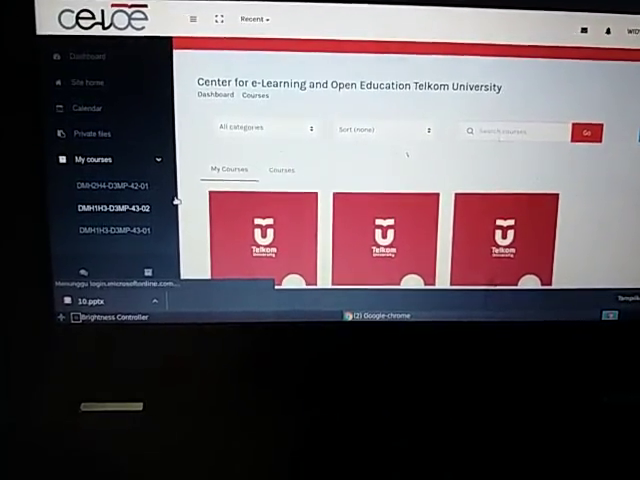 celoe
Recent
WID
Dashboard
Site home
Calendar
Private files
My courses
DMH2H4-D3MP-42-01
DMH1H3-D3MP-43-02
DMH1H3-D3MP-43-01
Center for e-Learning and Open Education Telkom University
Dashboard Courses
All categories
Sort (none)
Search courses
Go
My Courses
Courses
Telkom
University
Telkom
University
Telkom
University
Menunggu login.microsoftonline.com...
10.pptx
Brightness Controller
(2) Google-chrome